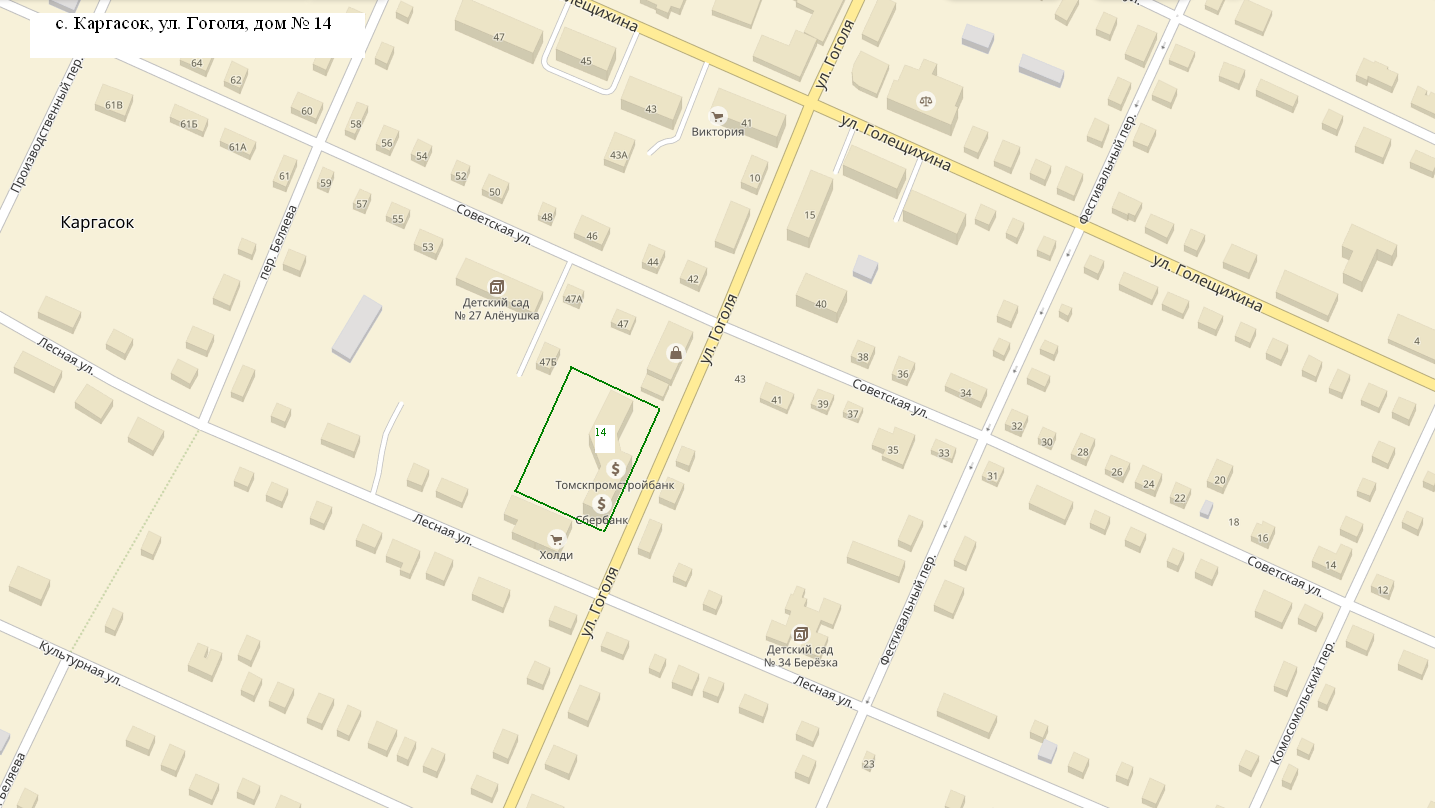 с. Каргасок, ул. Гоголя, дом № 14
ул. Голещихина
ул. Гоголя
47
45
43
41
Виктория
43А
10
15
ул. Голещихина
Фестивальный пер.
Производственный пер.
64
62
61В
61Б
61А
60
58
56
54
52
50
48
46
44
42
61
59
57
55
53
Каргасок
пер. Беляева
Советская ул.
Детский сад
№ 27 Алёнушка
47А
47
47Б
40
ул. Голещихина
4
ул. Гоголя
43
41
39
37
38
36
34
35
33
31
Советская ул.
32
30
28
26
24
22
20
18
16
14
12
Советская ул.
Лесная ул.
14
Томскпромстройбанк
Сбербанк
Холди
Лесная ул.
ул. Гоголя
Фестивальный пер.
Детский сад
№ 34 Берёзка
Лесная ул.
Культурная ул.
Комосомольский пер.
23
Беляева